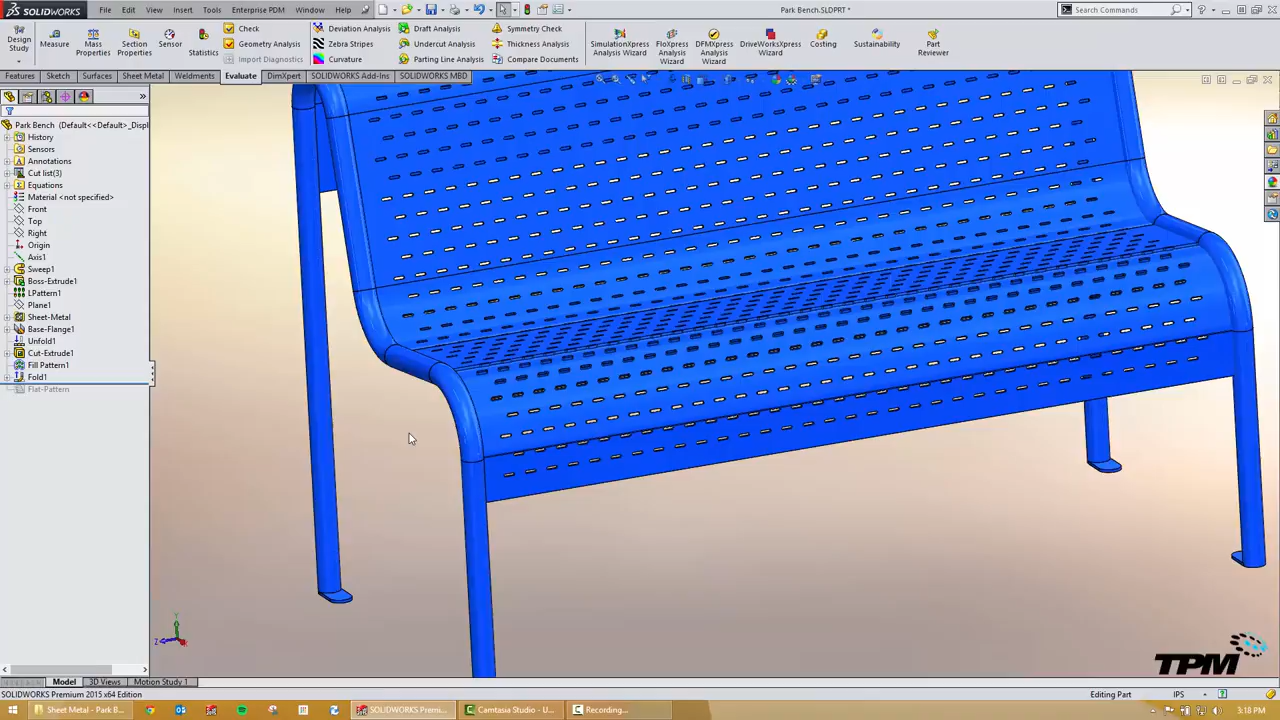 SOLIDWORKS
File Edit View Insert Tools Enterprise PDM Window Help
Park Bench.SLDPRT *
Search Commands
Design Study
Measure
Mass Properties
Section Properties
Sensor
Statistics
Check
Geometry Analysis
Import Diagnostics
Deviation Analysis
Zebra Stripes
Curvature
Draft Analysis
Undercut Analysis
Parting Line Analysis
Symmetry Check
Thickness Analysis
Compare Documents
SimulationXpress Analysis Wizard
FloXpress Analysis Wizard
DFMXpress Analysis Wizard
DriveWorksXpress Wizard
Costing
Sustainability
Part Reviewer
Features Sketch Surfaces Sheet Metal Weldments Evaluate DimXpert SOLIDWORKS Add-Ins SOLIDWORKS MBD
Park Bench (Default<<Default>_Displ
History
Sensors
Annotations
Cut list(3)
Equations
Material <not specified>
Front
Top
Right
Origin
Axis1
Sweep1
Boss-Extrude1
LPattern1
Plane1
Sheet-Metal
Base-Flange1
Unfold1
Cut-Extrude1
Fill Pattern1
Fold1
Flat-Pattern
Y
Z
TPM
Model 3D Views Motion Study 1
SOLIDWORKS Premium 2015 x64 Edition
Editing Part
IPS
Sheet Metal - Park B...
SOLIDWORKS Premi...
Camtasia Studio - U...
Recording...
3:18 PM